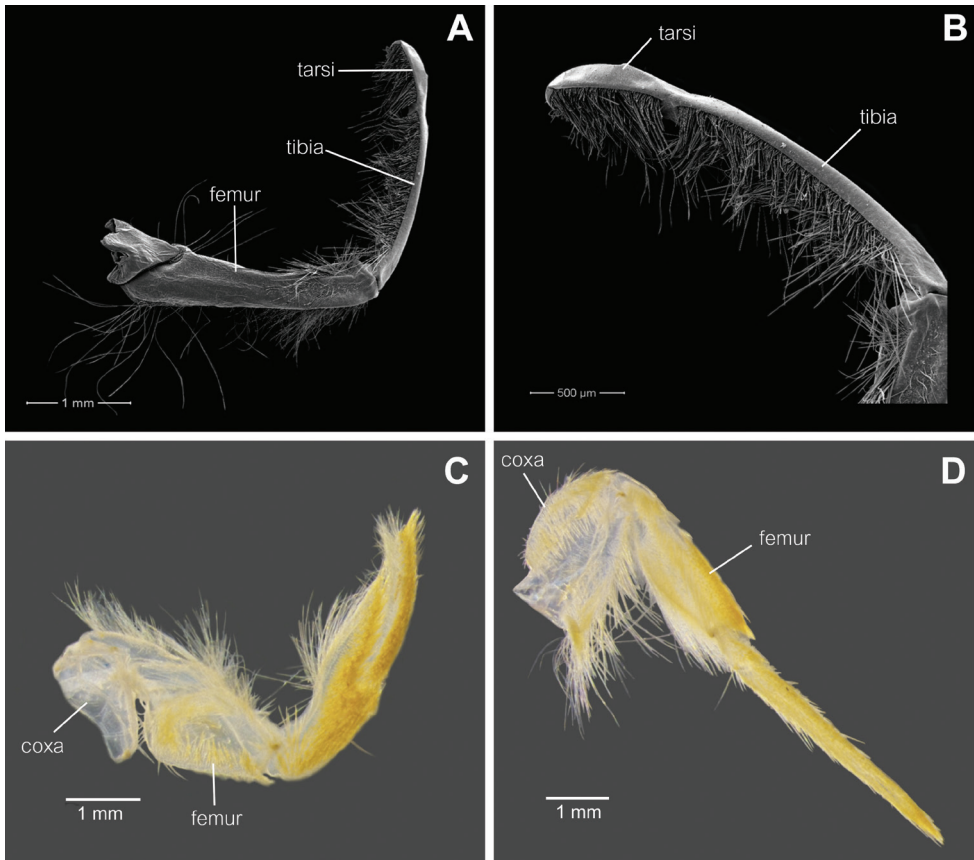 A
tarsi
tibia
femur
1 mm
B
tarsi
tibia
500 µm
C
coxa
femur
1 mm
D
coxa
femur
1 mm